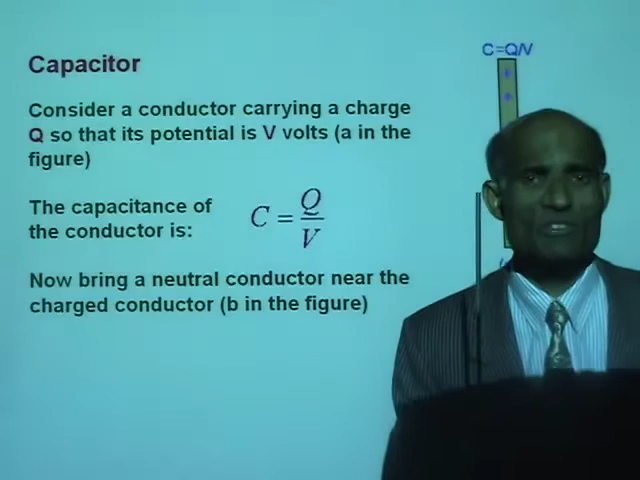 Capacitor
C=Q/V
Consider a conductor carrying a charge
Q so that its potential is V volts (a in the
figure)
The capacitance of
the conductor is:
C = Q/V
Now bring a neutral conductor near the
charged conductor (b in the figure)